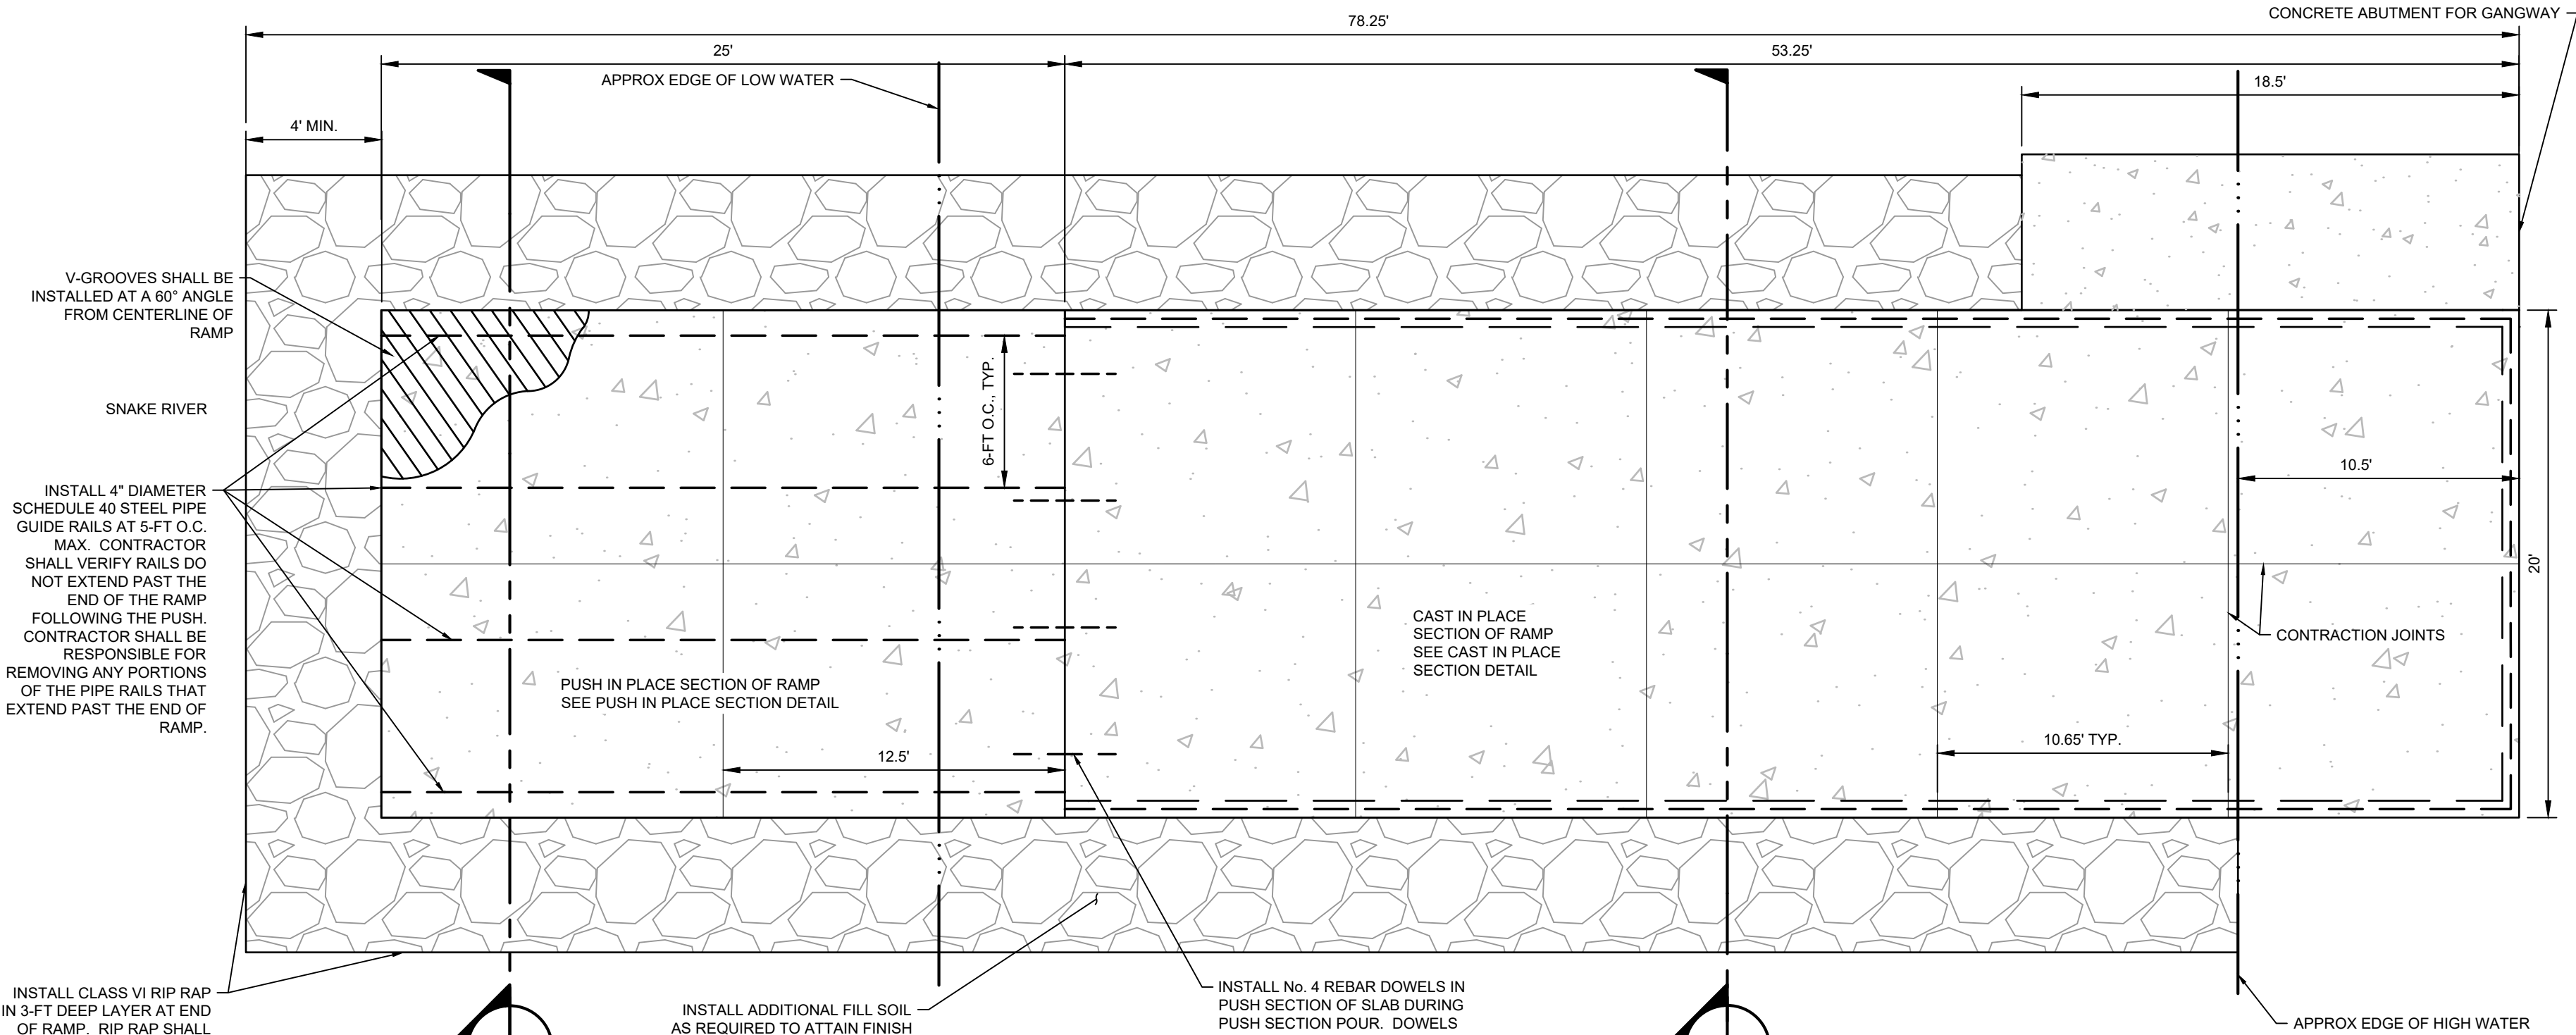 CONCRETE ABUTMENT FOR GANGWAY
78.25'
25'
53.25'
APPROX EDGE OF LOW WATER
18.5'
4' MIN.
V-GROOVES SHALL BE
INSTALLED AT A 60° ANGLE
FROM CENTERLINE OF
RAMP
SNAKE RIVER
6-FT O.C., TYP.
10.5'
INSTALL 4" DIAMETER
SCHEDULE 40 STEEL PIPE
GUIDE RAILS AT 5-FT O.C.
MAX. CONTRACTOR
SHALL VERIFY RAILS DO
NOT EXTEND PAST THE
END OF THE RAMP
FOLLOWING THE PUSH.
CONTRACTOR SHALL BE
RESPONSIBLE FOR
REMOVING ANY PORTIONS
OF THE PIPE RAILS THAT
EXTEND PAST THE END OF
RAMP.
20'
CAST IN PLACE
SECTION OF RAMP
SEE CAST IN PLACE
SECTION DETAIL
CONTRACTION JOINTS
PUSH IN PLACE SECTION OF RAMP
SEE PUSH IN PLACE SECTION DETAIL
12.5'
10.65' TYP.
INSTALL CLASS VI RIP RAP
IN 3-FT DEEP LAYER AT END
OF RAMP. RIP RAP SHALL
INSTALL ADDITIONAL FILL SOIL
AS REQUIRED TO ATTAIN FINISH
INSTALL No. 4 REBAR DOWELS IN
PUSH SECTION OF SLAB DURING
PUSH SECTION POUR. DOWELS
APPROX EDGE OF HIGH WATER